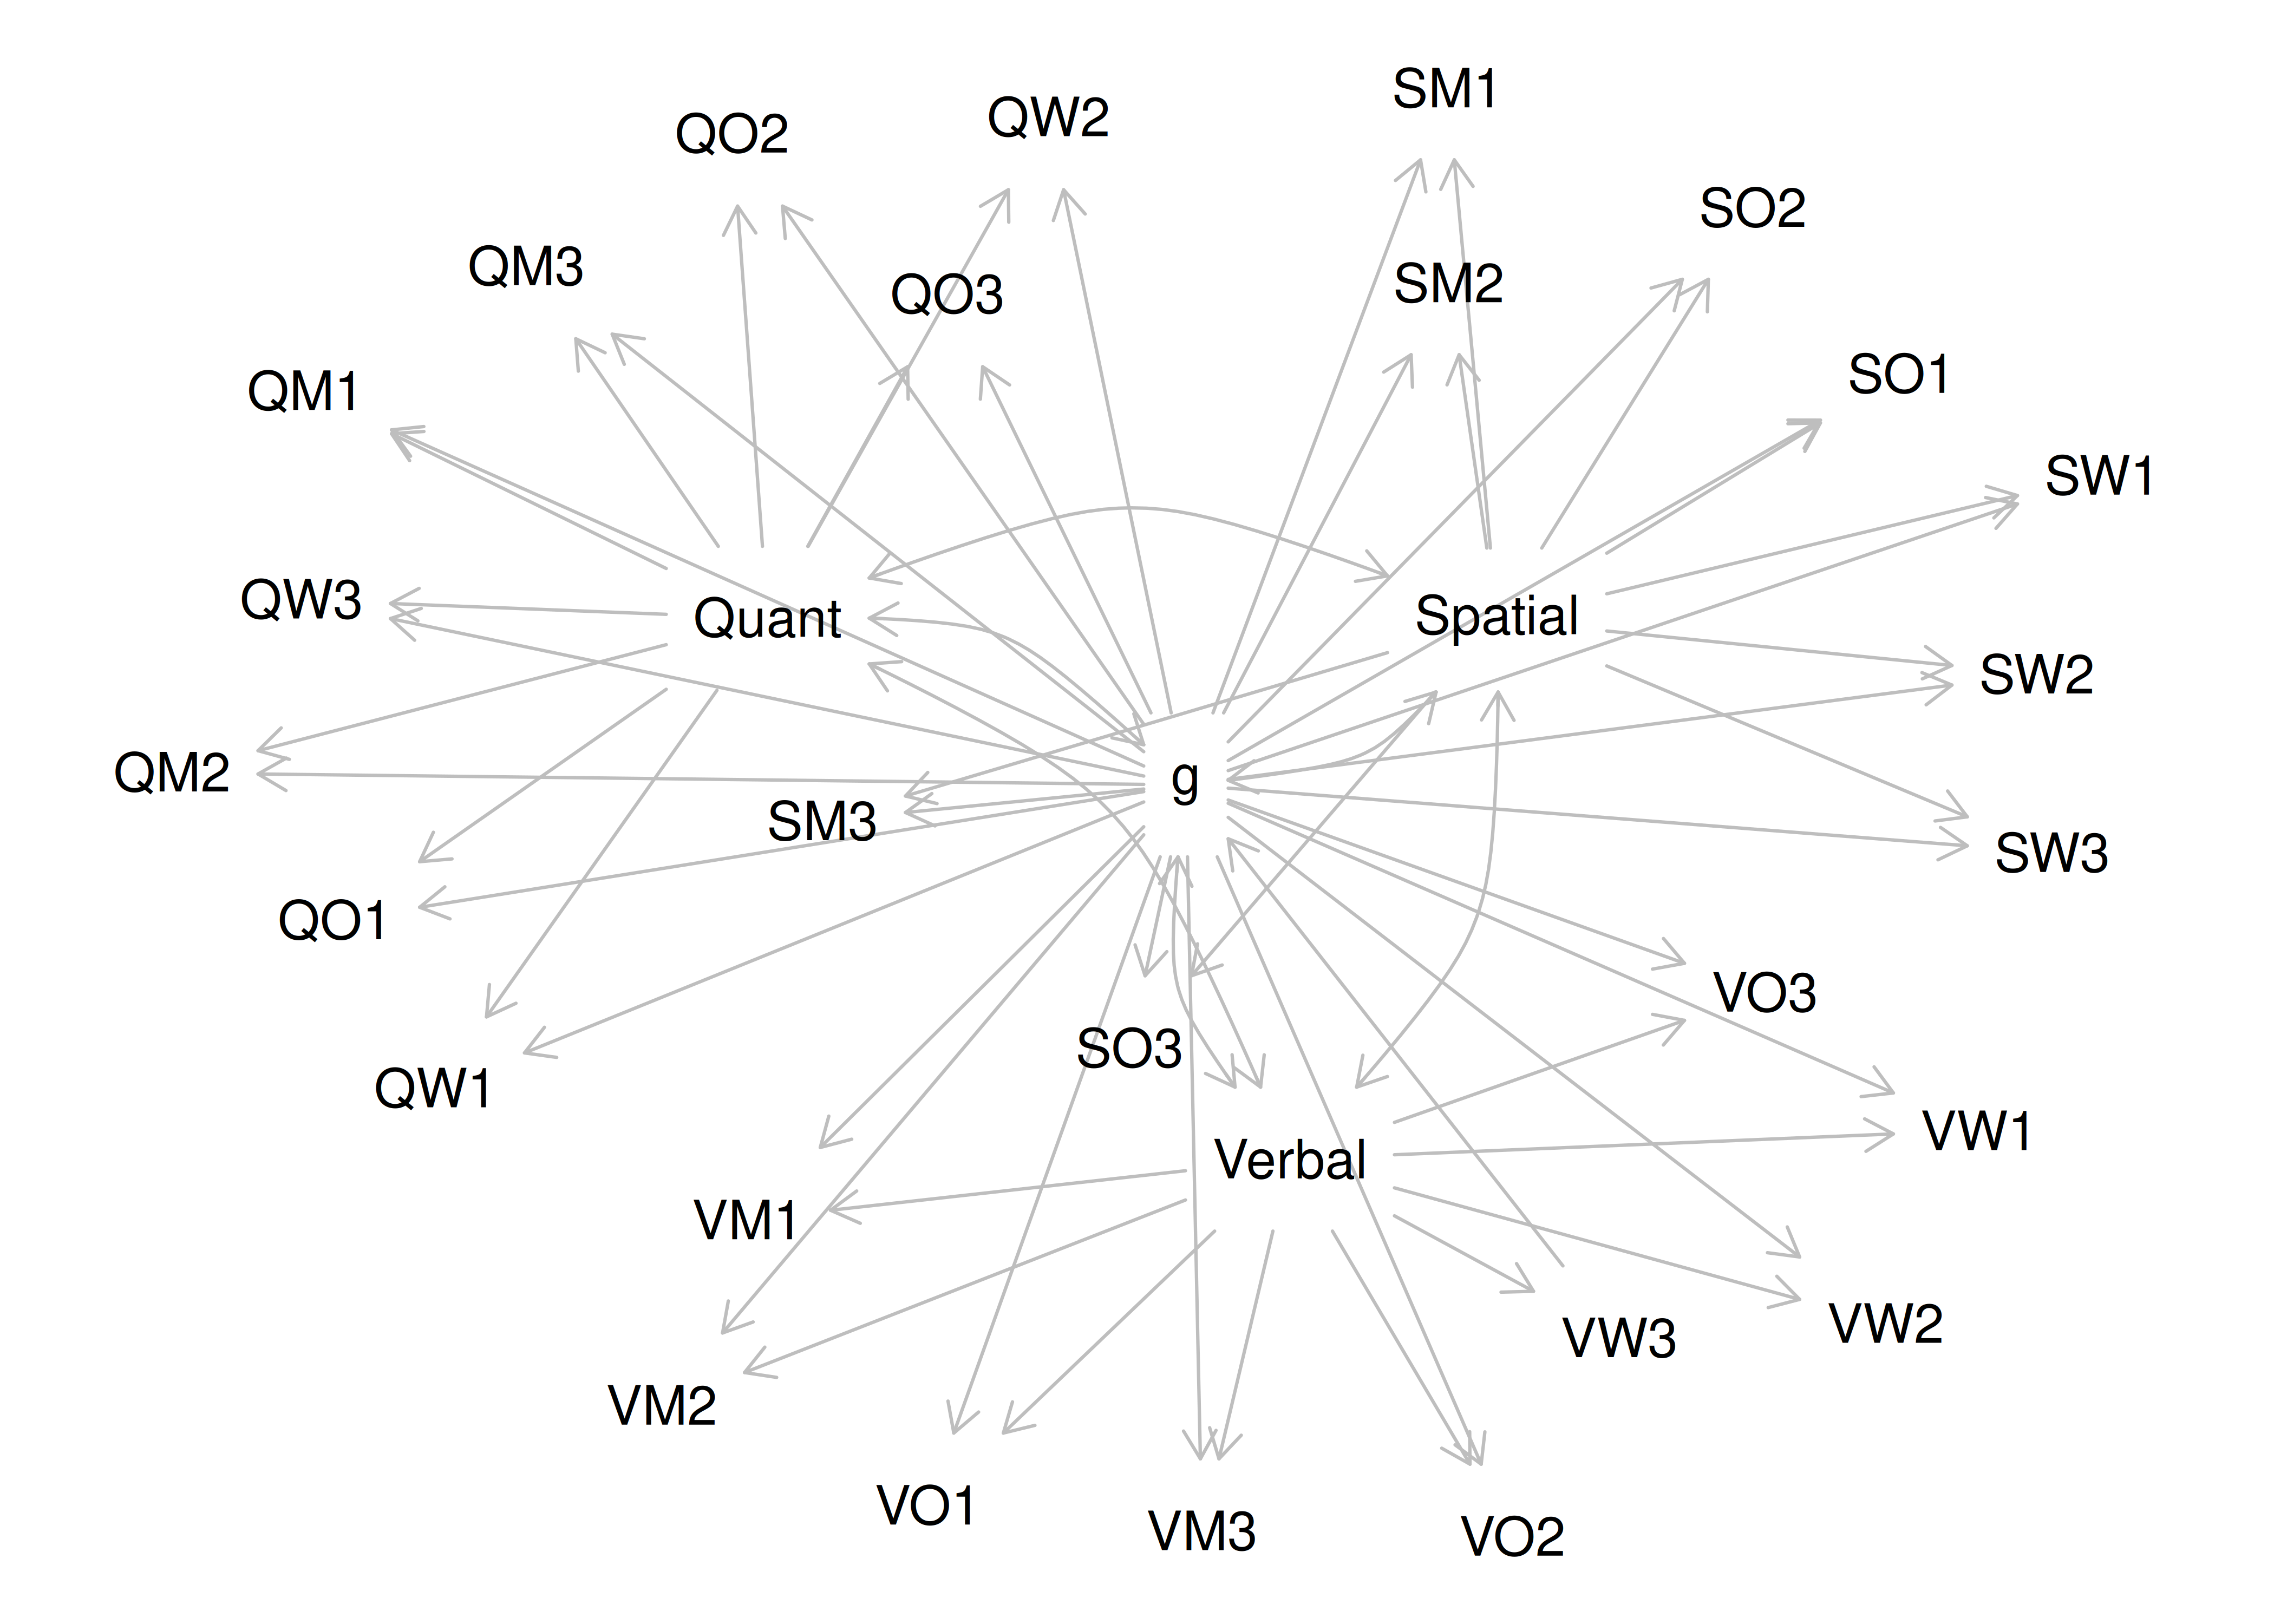 SM1
QW2
QO2
SO2
QM3
QO3
SM2
SO1
QM1
SW1
QW3
Quant
Spatial
SW2
QM2
g
SM3
SW3
QO1
VO3
SO3
QW1
VW1
Verbal
VM1
VW2
VW3
VM2
VO1
VM3
VO2